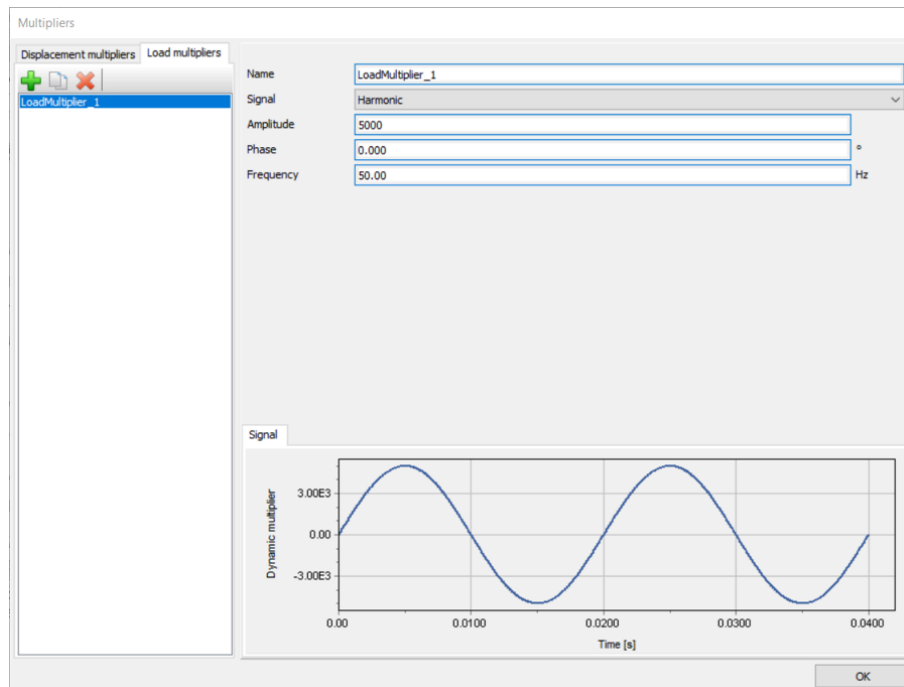 Multipliers
Displacement multipliers Load multipliers
LoadMultiplier_1
Name LoadMultiplier_1
Signal Harmonic
Amplitude 5000
Phase 0.000 °
Frequency 50.00 Hz
Signal
Dynamic multiplier
3.00E3
0.00
-3.00E3
0.00 0.0100 0.0200 0.0300 0.0400
Time [s]
OK